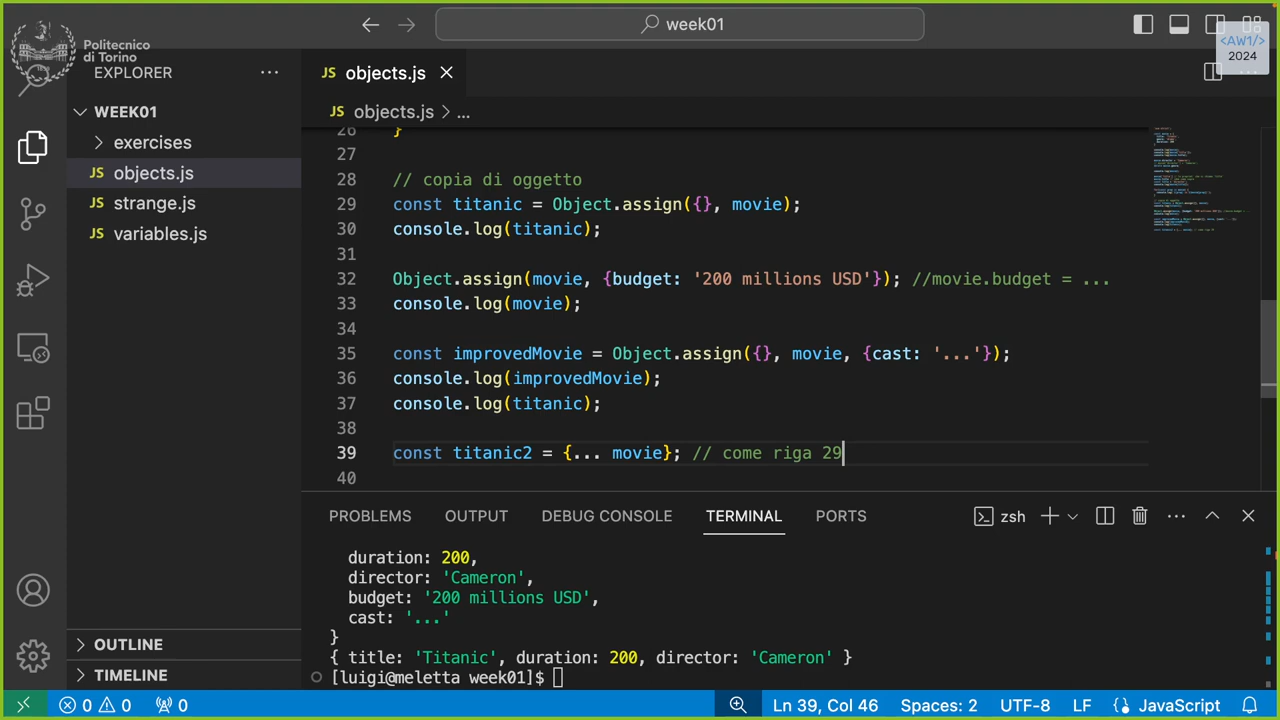 week01
Politecnico
di Torino
<AW1/>
2024
EXPLORER
JS objects.js
WEEK01
JS objects.js > ...
exercises
JS objects.js
JS strange.js
JS variables.js
26 }
27
28 // copia di oggetto
29 const titanic = Object.assign({}, movie);
30 console.log(titanic);
31
32 Object.assign(movie, {budget: '200 millions USD'}); //movie.budget = ...
33 console.log(movie);
34
35 const improvedMovie = Object.assign({}, movie, {cast: '...'});
36 console.log(improvedMovie);
37 console.log(titanic);
38
39 const titanic2 = {... movie}; // come riga 29
40
PROBLEMS OUTPUT DEBUG CONSOLE TERMINAL PORTS zsh
duration: 200,
director: 'Cameron',
budget: '200 millions USD',
cast: '...'
}
{ title: 'Titanic', duration: 200, director: 'Cameron' }
[luigi@meletta week01]$
OUTLINE
TIMELINE
0 0 0 Ln 39, Col 46 Spaces: 2 UTF-8 LF {} JavaScript